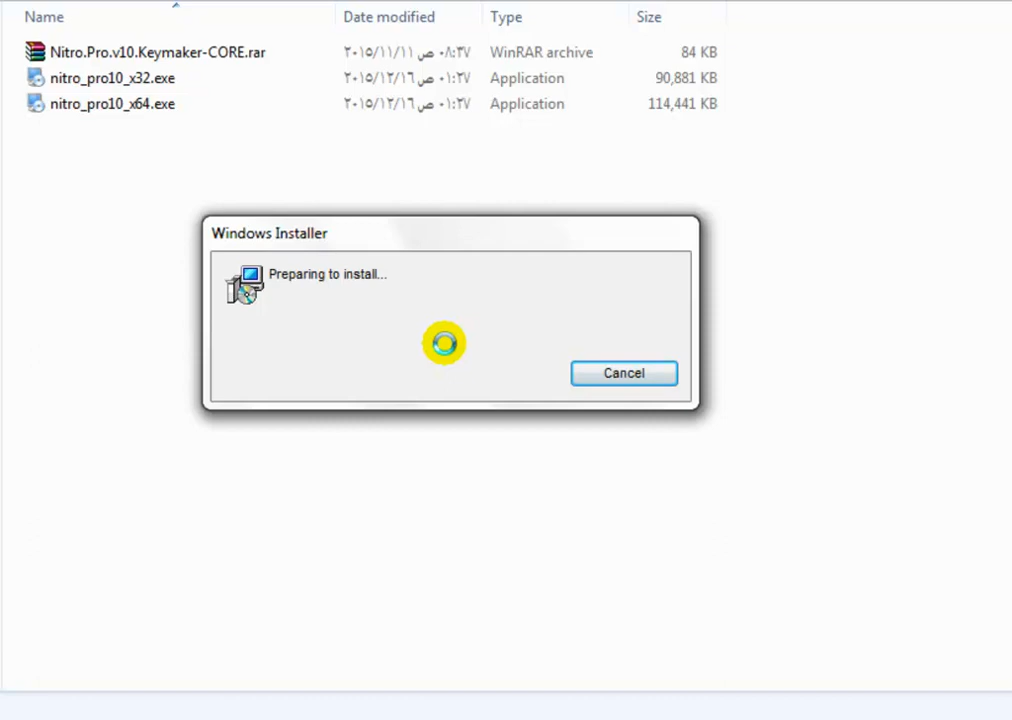 Name Date modified Type Size
Nitro.Pro.v10.Keymaker-CORE.rar ٢٠١٥/١١/١١ ص ٠٨:٣٧ WinRAR archive 84 KB
nitro_pro10_x32.exe ٢٠١٥/١٢/١٦ ص ٠١:٢٧ Application 90,881 KB
nitro_pro10_x64.exe ٢٠١٥/١٢/١٦ ص ٠١:٢٧ Application 114,441 KB
Windows Installer
Preparing to install...
Cancel